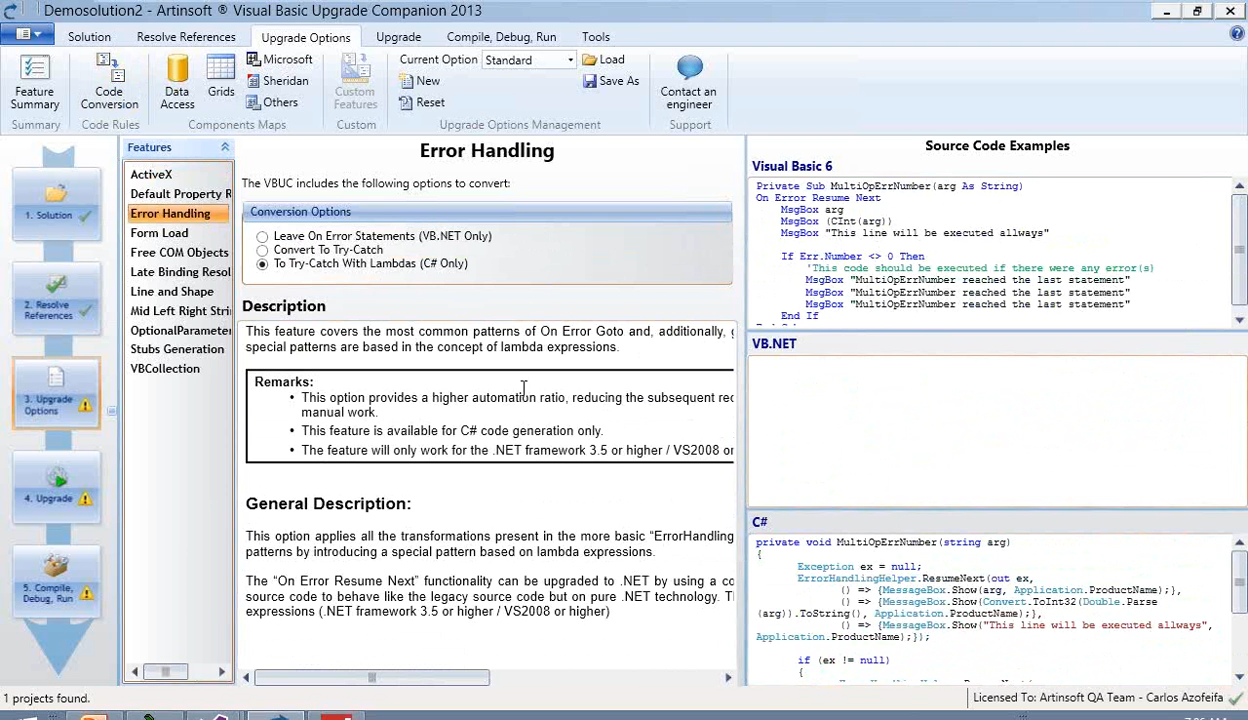 Demosolution2 - Artinsoft ® Visual Basic Upgrade Companion 2013
Solution
Resolve References
Upgrade Options
Upgrade
Compile, Debug, Run
Tools
Feature Summary
Summary
Code Conversion
Code Rules
Data Access
Grids
Microsoft
Sheridan
Others
Components Maps
Custom Features
Custom
Current Option
Standard
Load
New
Save As
Reset
Upgrade Options Management
Contact an engineer
Support
1. Solution
2. Resolve References
3. Upgrade Options
4. Upgrade
5. Compile, Debug, Run
Features
ActiveX
Default Property R
Error Handling
Form Load
Free COM Objects
Late Binding Resol
Line and Shape
Mid Left Right Stri
OptionalParameter
Stubs Generation
VBCollection
Error Handling
The VBUC includes the following options to convert:
Conversion Options
Leave On Error Statements (VB.NET Only)
Convert To Try-Catch
To Try-Catch With Lambdas (C# Only)
Description
This feature covers the most common patterns of On Error Goto and, additionally, g
special patterns are based in the concept of lambda expressions.
Remarks:
• This option provides a higher automation ratio, reducing the subsequent rec
manual work.
• This feature is available for C# code generation only.
• The feature will only work for the .NET framework 3.5 or higher / VS2008 or
General Description:
This option applies all the transformations present in the more basic “ErrorHandling
patterns by introducing a special pattern based on lambda expressions.
The “On Error Resume Next” functionality can be upgraded to .NET by using a co
source code to behave like the legacy source code but on pure .NET technology. T
expressions (.NET framework 3.5 or higher / VS2008 or higher)
Source Code Examples
Visual Basic 6
Private Sub MultiOpErrNumber(arg As String)
On Error Resume Next
MsgBox arg
MsgBox (CInt(arg))
MsgBox "This line will be executed allways"
If Err.Number <> 0 Then
'This code should be executed if there were any error(s)
MsgBox "MultiOpErrNumber reached the last statement"
MsgBox "MultiOpErrNumber reached the last statement"
MsgBox "MultiOpErrNumber reached the last statement"
End If
VB.NET
C#
private void MultiOpErrNumber(string arg)
{
Exception ex = null;
ErrorHandlingHelper.ResumeNext(out ex,
() => {MessageBox.Show(arg, Application.ProductName);},
() => {MessageBox.Show(Convert.ToInt32(Double.Parse
(arg)).ToString(), Application.ProductName);},
() => {MessageBox.Show("This line will be executed allways",
Application.ProductName);});
if (ex != null)
{
1 projects found.
Licensed To: Artinsoft QA Team - Carlos Azofeifa